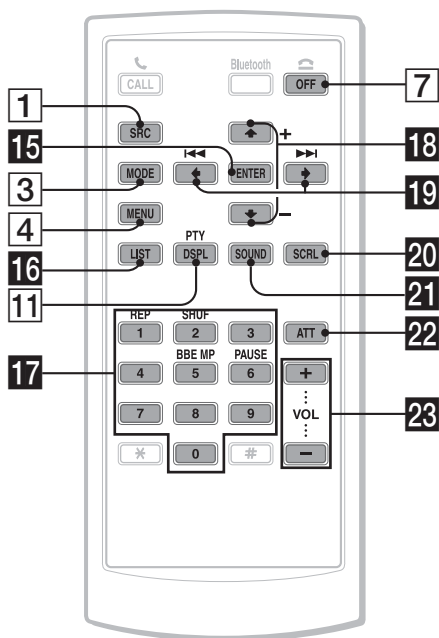 CALL Bluetooth OFF 7
1 SRC + 18
15 MODE ENTER 19
3 MENU –
4 PTY
16 LIST DSPL SOUND SCRL 20
11 21
REP SHUF
1 2 3 ATT 22
BBE MP PAUSE
17 4 5 6 +
7 8 9 VOL 23
* 0 # –